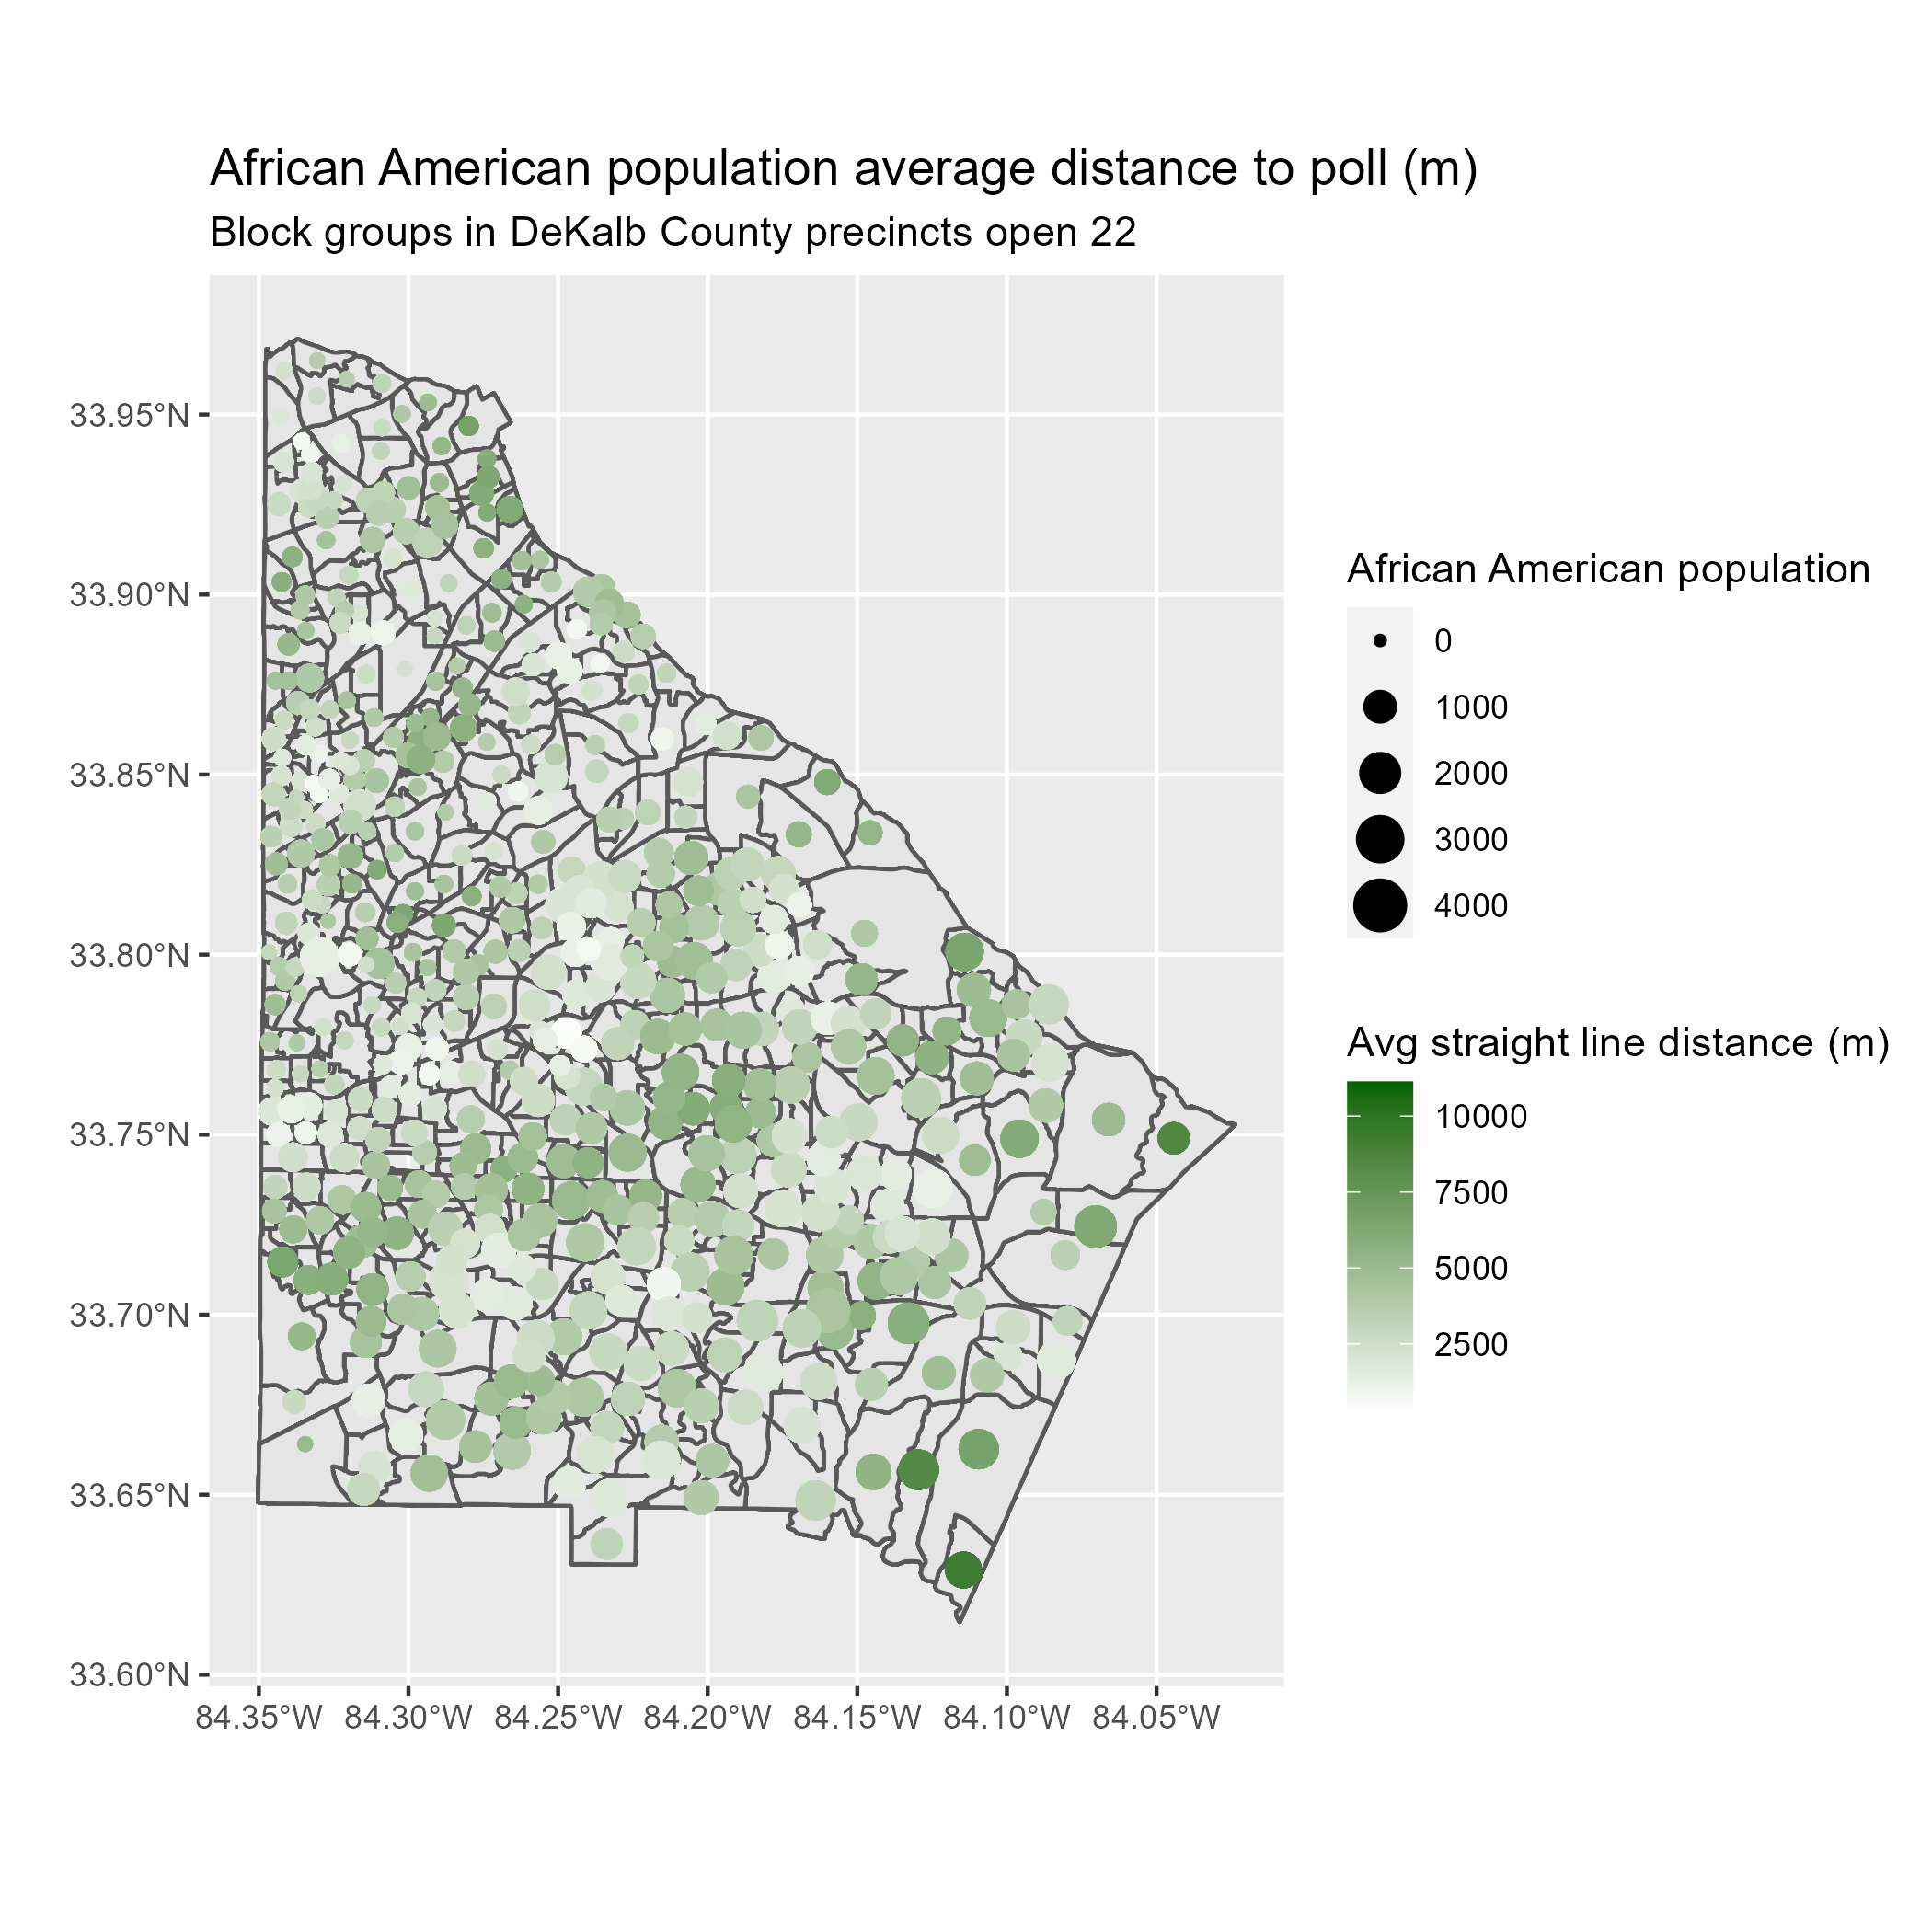 African American population average distance to poll (m)
Block groups in DeKalb County precincts open 22
33.95°N
33.90°N
33.85°N
33.80°N
33.75°N
33.70°N
33.65°N
33.60°N
84.35°W 84.30°W 84.25°W 84.20°W 84.15°W 84.10°W 84.05°W
African American population
0
1000
2000
3000
4000
Avg straight line distance (m)
10000
7500
5000
2500